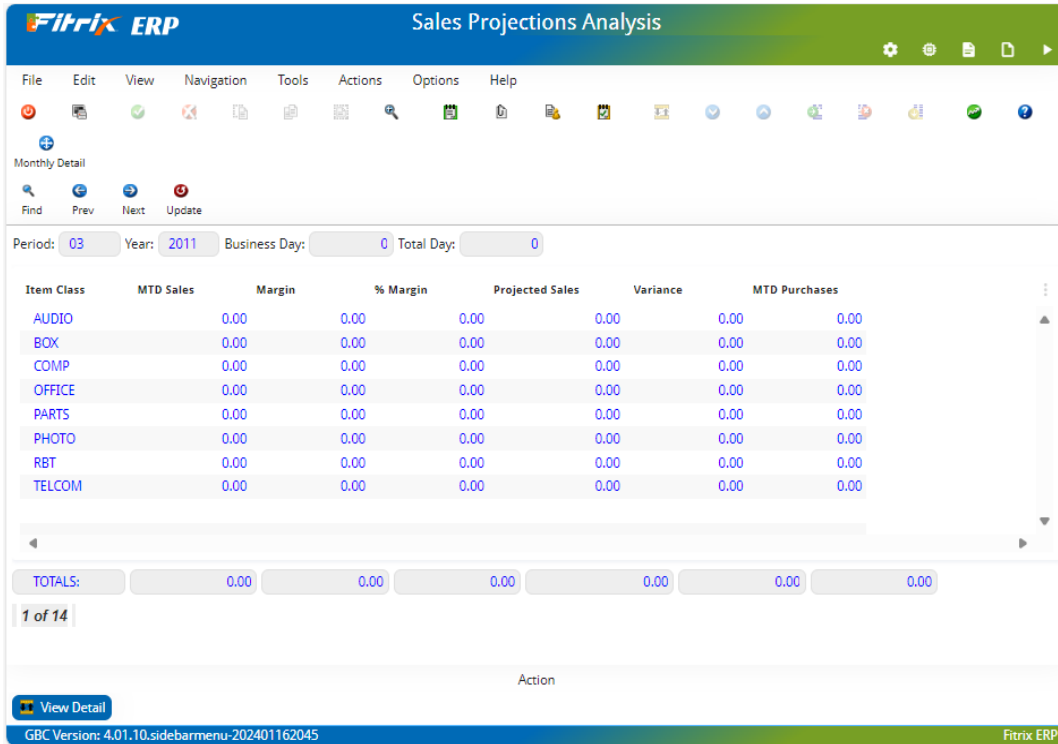 Fitrix ERP Sales Projections Analysis
File Edit View Navigation Tools Actions Options Help
Monthly Detail
Find Prev Next Update
Period: 03 Year: 2011 Business Day: 0 Total Day: 0
Item Class MTD Sales Margin % Margin Projected Sales Variance MTD Purchases
AUDIO 0.00 0.00 0.00 0.00 0.00 0.00
BOX 0.00 0.00 0.00 0.00 0.00 0.00
COMP 0.00 0.00 0.00 0.00 0.00 0.00
OFFICE 0.00 0.00 0.00 0.00 0.00 0.00
PARTS 0.00 0.00 0.00 0.00 0.00 0.00
PHOTO 0.00 0.00 0.00 0.00 0.00 0.00
RBT 0.00 0.00 0.00 0.00 0.00 0.00
TELCOM 0.00 0.00 0.00 0.00 0.00 0.00
TOTALS: 0.00 0.00 0.00 0.00 0.00 0.00
1 of 14
Action
View Detail
GBC Version: 4.01.10.sidebarmenu-202401162045 Fitrix ERP